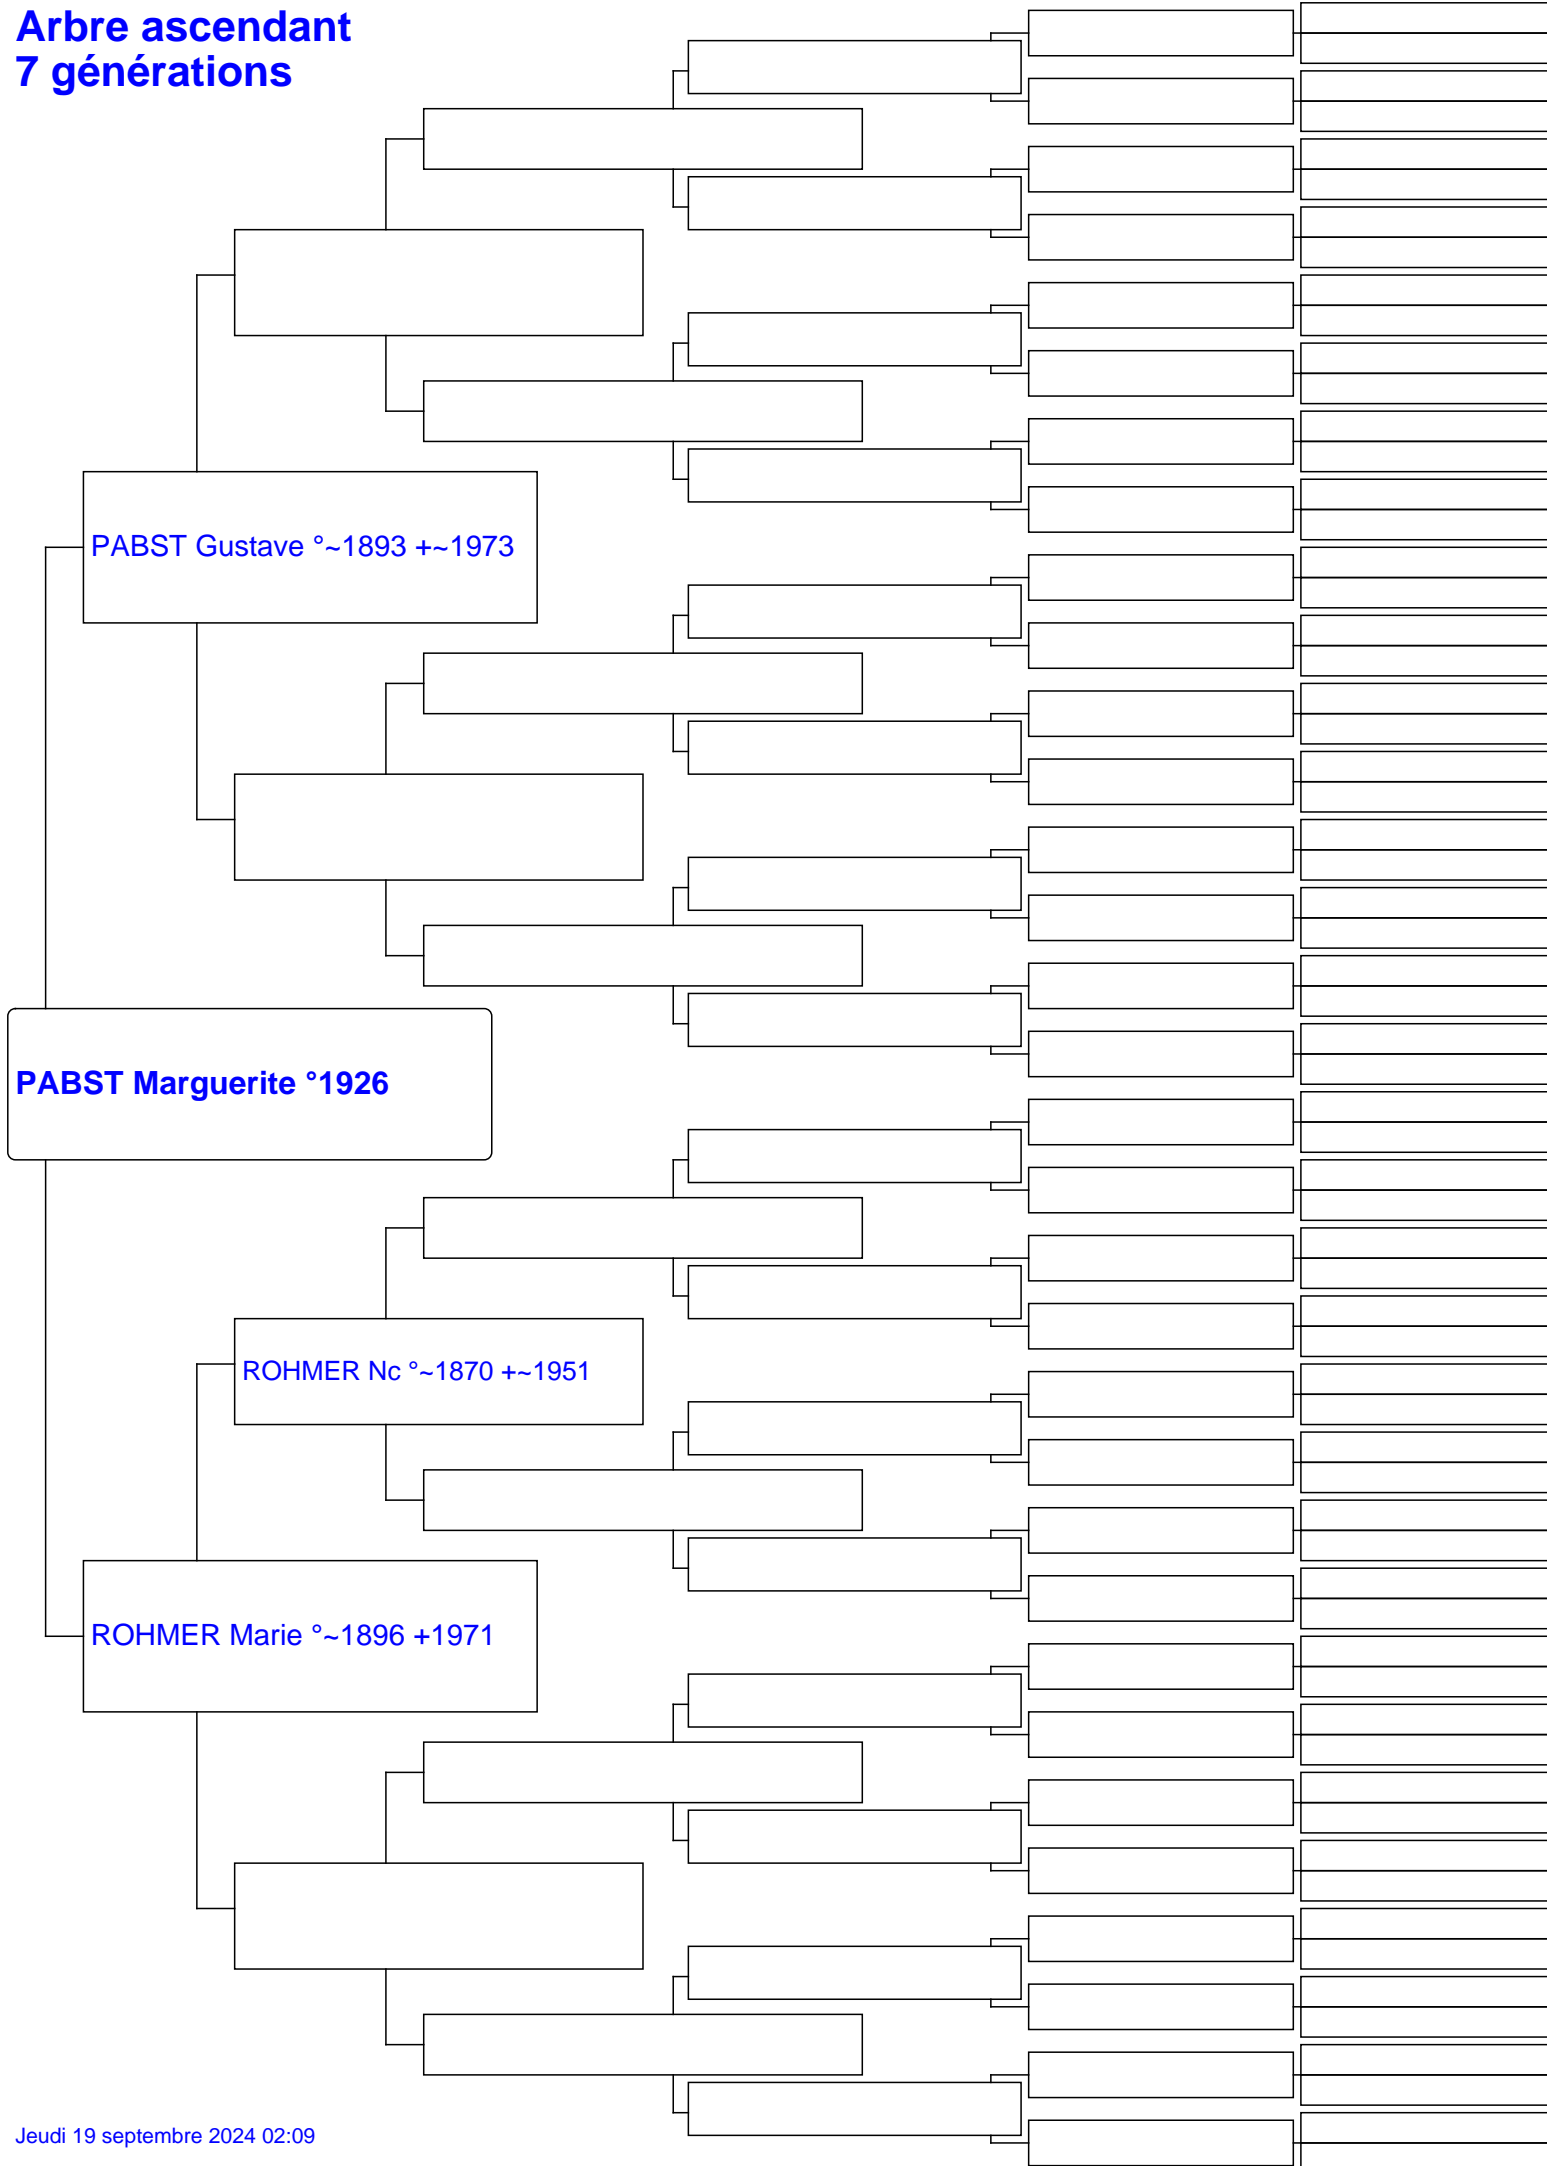 Arbre ascendant
7 générations
PABST Gustave °~1893 +~1973
PABST Marguerite °1926
ROHMER Nc °~1870 +~1951
ROHMER Marie °~1896 +1971
Jeudi 19 septembre 2024 02:09